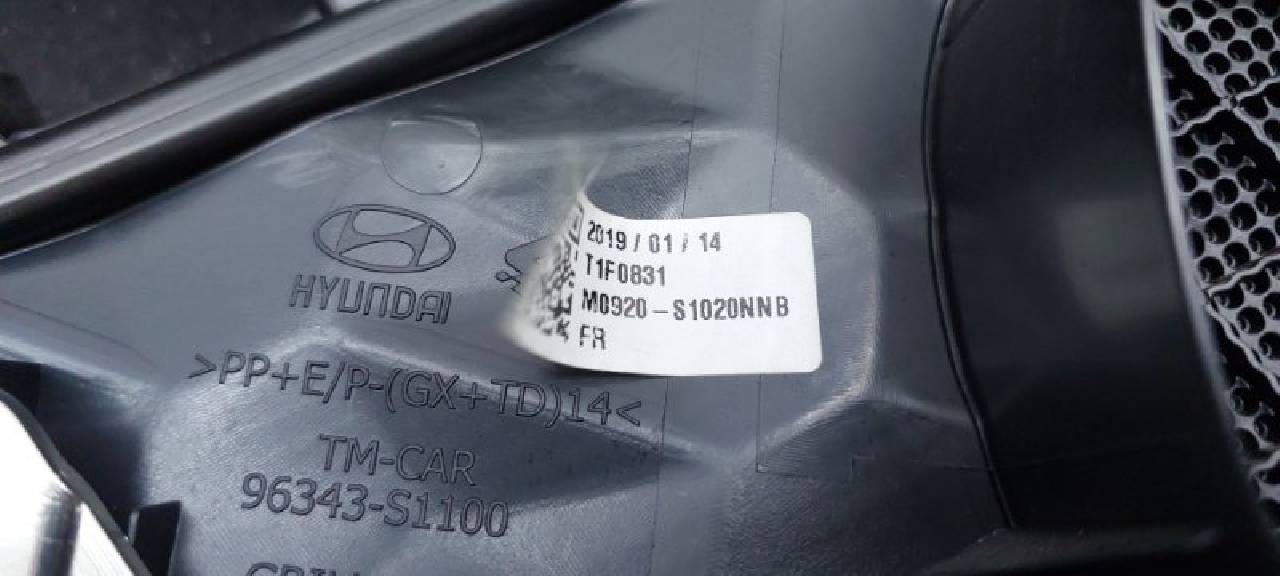 2019 / 01 / 14
T1F0831
M0920-S1020NNB
FR
HYUNDAI
>PP+E/P-(GX+TD)14<
TM-CAR
96343-S1100